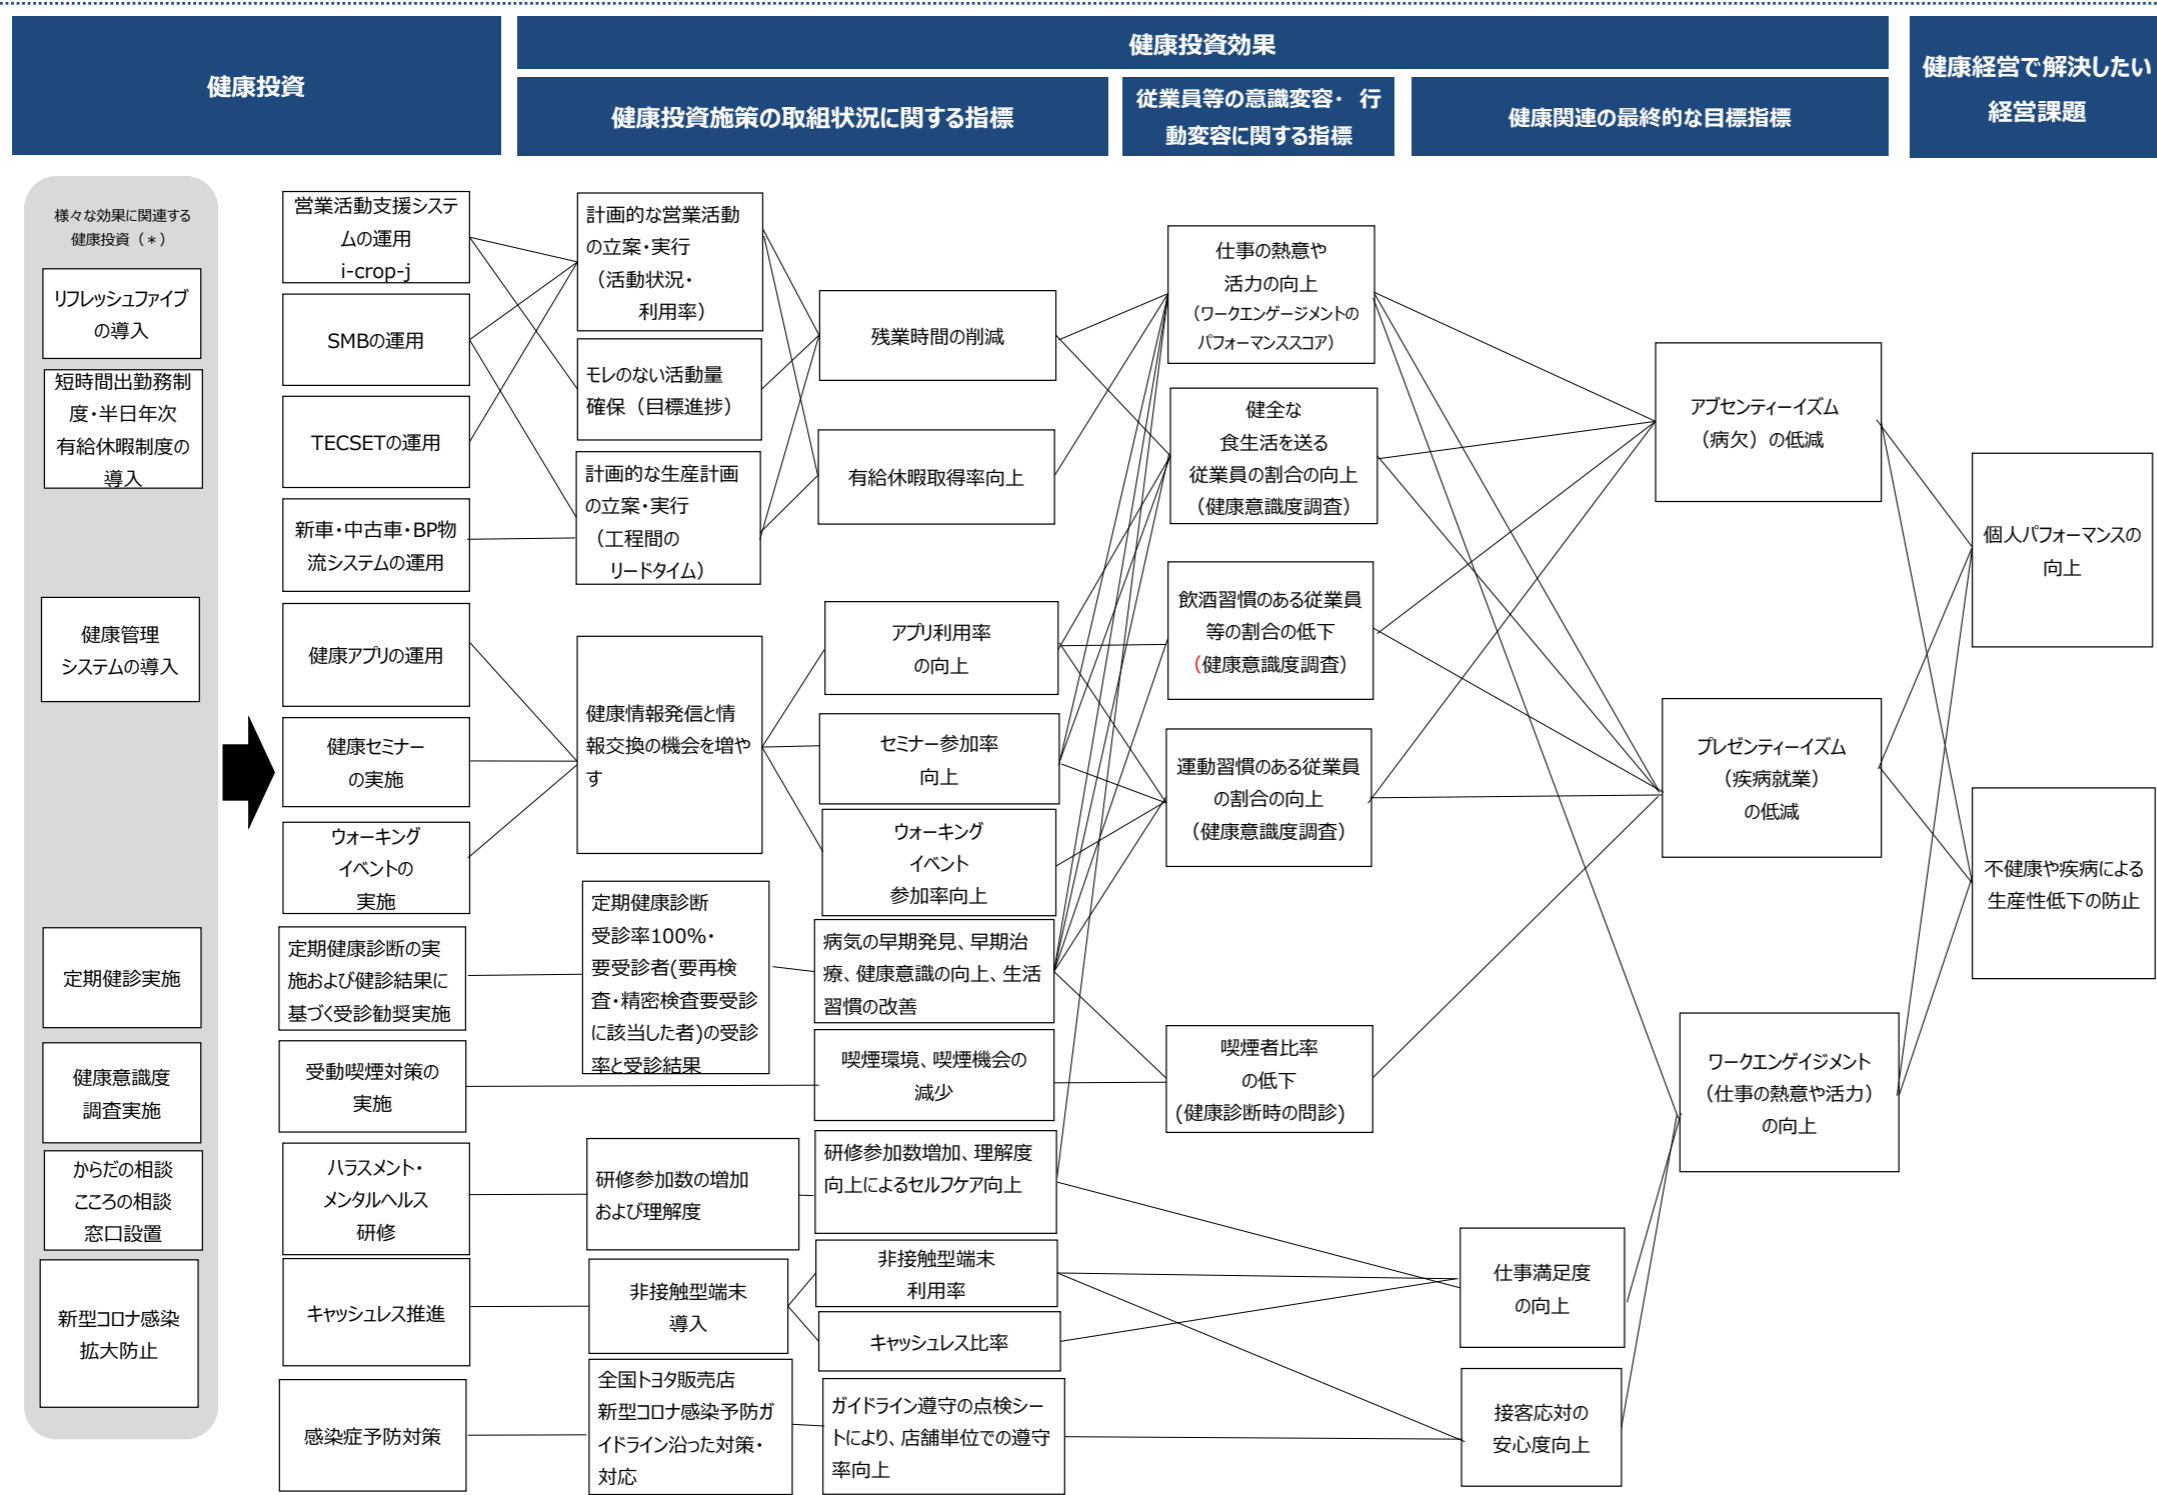 健康投資
健康投資効果
健康経営で解決したい
経営課題
健康投資施策の取組状況に関する指標
従業員等の意識変容・ 行
動変容に関する指標
健康関連の最終的な目標指標
様々な効果に関連する
健康投資（＊）
リフレッシュファイブ
の導入
短時間出勤務制
度・半日年次
有給休暇制度の
導入
健康管理
システムの導入
定期健診実施
健康意識度
調査実施
からだの相談
こころの相談
窓口設置
新型コロナ感染
拡大防止
営業活動支援システ
ムの運用
i-crop-j
SMBの運用
TECSETの運用
新車・中古車・BP物
流システムの運用
健康アプリの運用
健康セミナー
の実施
ウォーキング
イベントの
実施
定期健康診断の実
施および健診結果に
基づく受診勧奨実施
受動喫煙対策の
実施
ハラスメント・
メンタルヘルス
研修
キャッシュレス推進
感染症予防対策
計画的な営業活動
の立案・実行
（活動状況・
利用率）
モレのない活動量
確保（目標進捗）
計画的な生産計画
の立案・実行
（工程間の
リードタイム）
健康情報発信と情
報交換の機会を増や
す
定期健康診断
受診率100%・
要受診者(要再検
査・精密検査要受診
に該当した者)の受診
率と受診結果
研修参加数の増加
および理解度
非接触型端末
導入
全国トヨタ販売店
新型コロナ感染予防ガ
イドライン沿った対策・
対応
残業時間の削減
有給休暇取得率向上
アプリ利用率
の向上
セミナー参加率
向上
ウォーキング
イベント
参加率向上
病気の早期発見、早期治
療、健康意識の向上、生活
習慣の改善
喫煙環境、喫煙機会の
減少
研修参加数増加、理解度
向上によるセルフケア向上
非接触型端末
利用率
キャッシュレス比率
ガイドライン遵守の点検シー
トにより、店舗単位での遵守
率向上
仕事の熱意や
活力の向上
（ワークエンゲージメントの
パフォーマンススコア）
健全な
食生活を送る
従業員の割合の向上
（健康意識度調査）
飲酒習慣のある従業員
等の割合の低下
（健康意識度調査）
運動習慣のある従業員
の割合の向上
（健康意識度調査）
喫煙者比率
の低下
(健康診断時の問診)
アブセンティーイズム
（病欠）の低減
プレゼンティーイズム
（疾病就業）
の低減
ワークエンゲイジメント
（仕事の熱意や活力）
の向上
仕事満足度
の向上
接客応対の
安心度向上
個人パフォーマンスの
向上
不健康や疾病による
生産性低下の防止